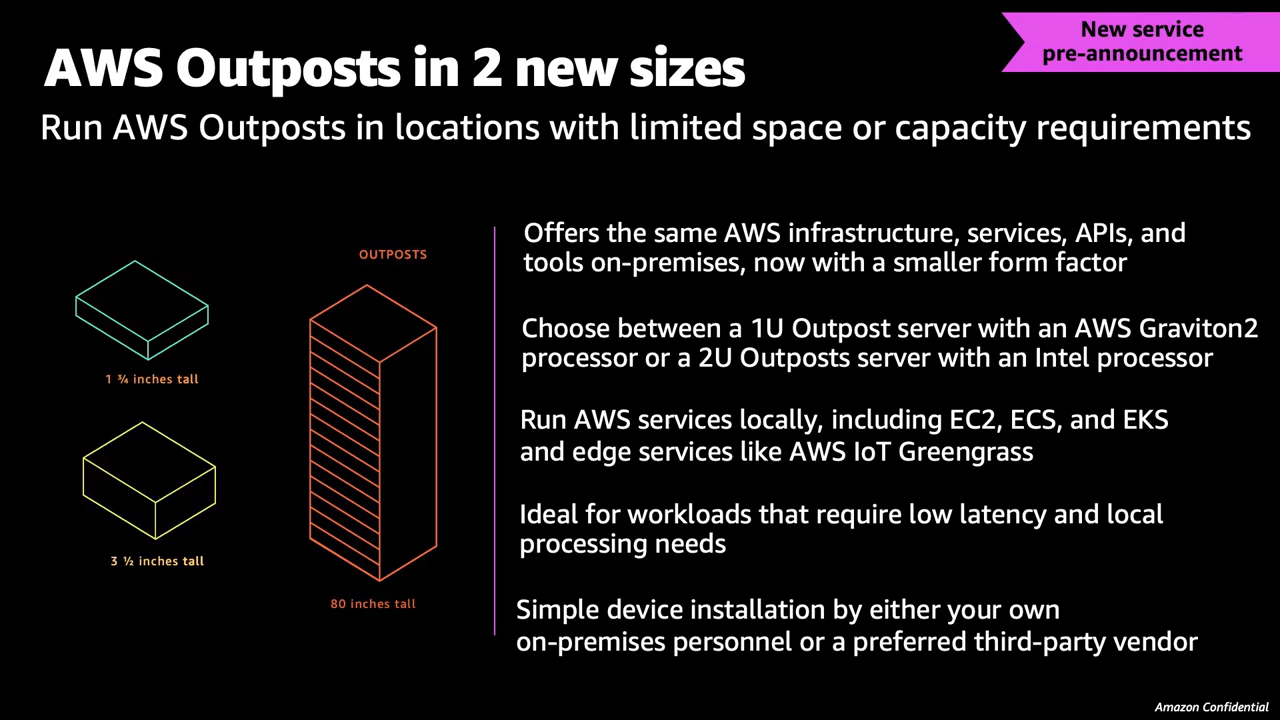 New service
pre-announcement
AWS Outposts in 2 new sizes
Run AWS Outposts in locations with limited space or capacity requirements
OUTPOSTS
1 ¾ inches tall
3 ½ inches tall
80 inches tall
Offers the same AWS infrastructure, services, APIs, and
tools on-premises, now with a smaller form factor
Choose between a 1U Outpost server with an AWS Graviton2
processor or a 2U Outposts server with an Intel processor
Run AWS services locally, including EC2, ECS, and EKS
and edge services like AWS IoT Greengrass
Ideal for workloads that require low latency and local
processing needs
Simple device installation by either your own
on-premises personnel or a preferred third-party vendor
Amazon Confidential